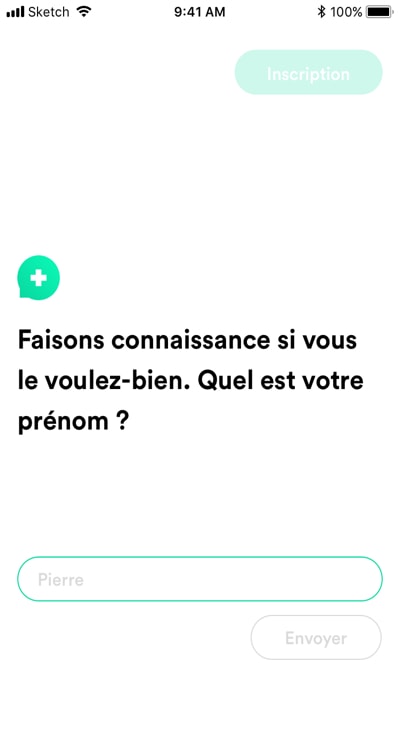 Sketch 9:41 AM 100%
Inscription
Faisons connaissance si vous
le voulez-bien. Quel est votre
prénom ?
Pierre
Envoyer